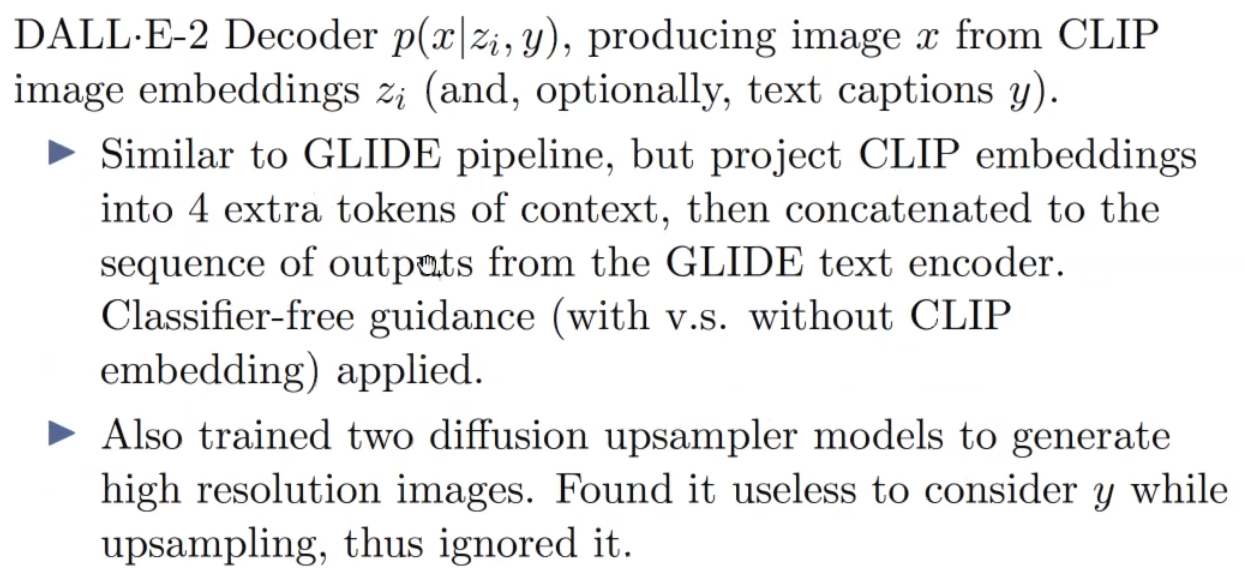 DALL·E-2 Decoder p(x|z_i, y), producing image x from CLIP
image embeddings z_i (and, optionally, text captions y).
▶ Similar to GLIDE pipeline, but project CLIP embeddings
into 4 extra tokens of context, then concatenated to the
sequence of outputs from the GLIDE text encoder.
Classifier-free guidance (with v.s. without CLIP
embedding) applied.
▶ Also trained two diffusion upsampler models to generate
high resolution images. Found it useless to consider y while
upsampling, thus ignored it.